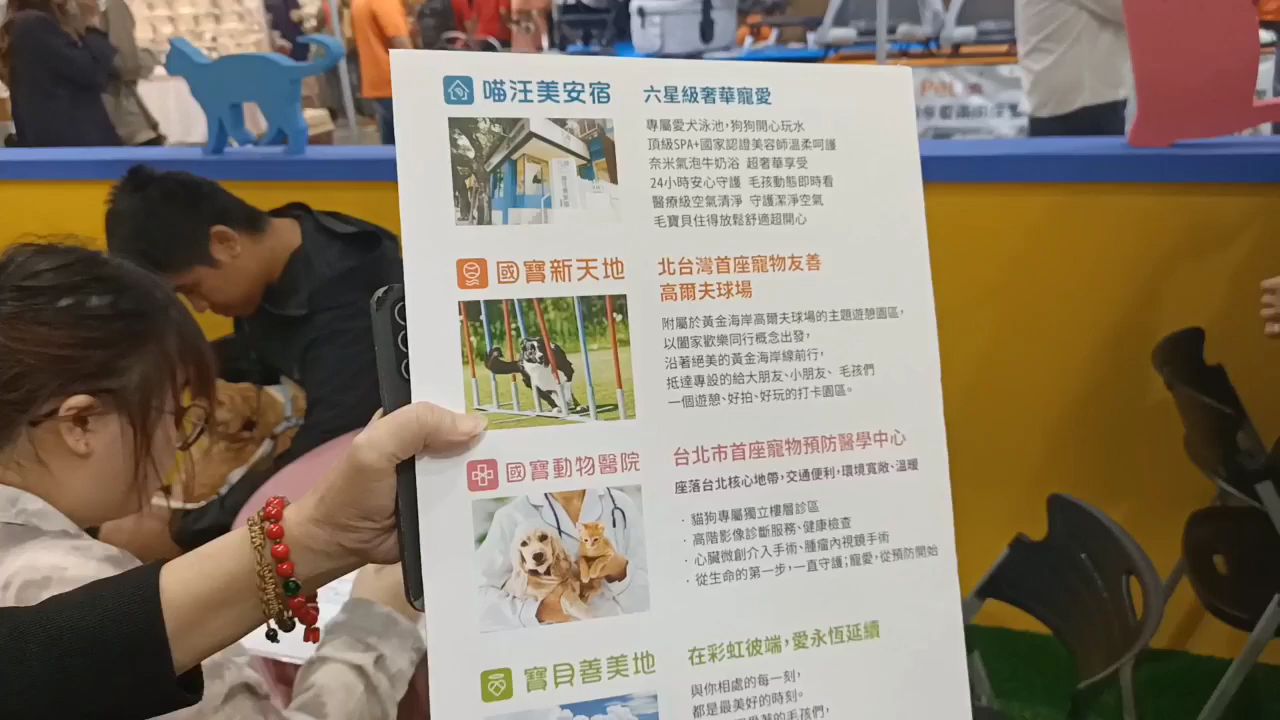 喵汪美安宿
六星級奢華寵愛
專屬愛犬泳池,狗狗開心玩水
頂級SPA+國家認證美容師溫柔呵護
奈米氣泡牛奶浴 超奢華享受
24小時安心守護 毛孩動態即時看
醫療級空氣清淨 守護潔淨空氣
毛寶貝住得放鬆舒適超開心
國寶新天地
北台灣首座寵物友善
高爾夫球場
附屬於黃金海岸高爾夫球場的主題遊憩園區,
以闔家歡樂同行概念出發,
沿著絕美的黃金海岸線前行,
抵達專設的給大朋友、小朋友、毛孩們
一個遊憩、好拍、好玩的打卡園區。
國寶動物醫院
台北市首座寵物預防醫學中心
座落台北核心地帶,交通便利,環境寬敞、溫暖
· 貓狗專屬獨立樓層診區
· 高階影像診斷服務、健康檢查
· 心臟微創介入手術、腫瘤內視鏡手術
· 從生命的第一步,一直守護;寵愛,從預防開始
寶貝善美地
在彩虹彼端,愛永恆延續
與你相處的每一刻,
都是最美好的時刻。
的毛孩們,